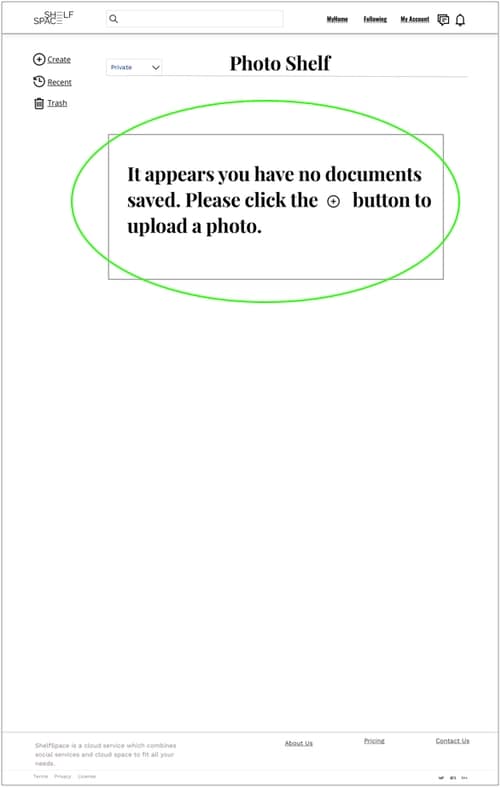 SHELF
SPACE
MyHome Following My Account
Create
Recent
Trash
Private
Photo Shelf
It appears you have no documents
saved. Please click the button to
upload a photo.
ShelfSpace is a cloud service which combines
social services and cloud space to fit all your
needs.
About Us
Pricing
Contact Us
Terms Privacy License